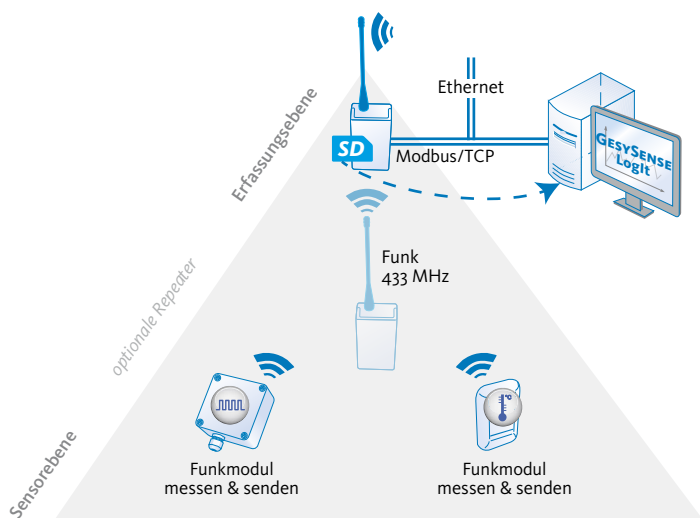 Ethernet
Erfassungsebene
SD
Modbus/TCP
GESYSENSE
LogIt
Funk
433 MHz
optionale Repeater
°C
Funkmodul
messen & senden
Funkmodul
messen & senden
Sensorebene